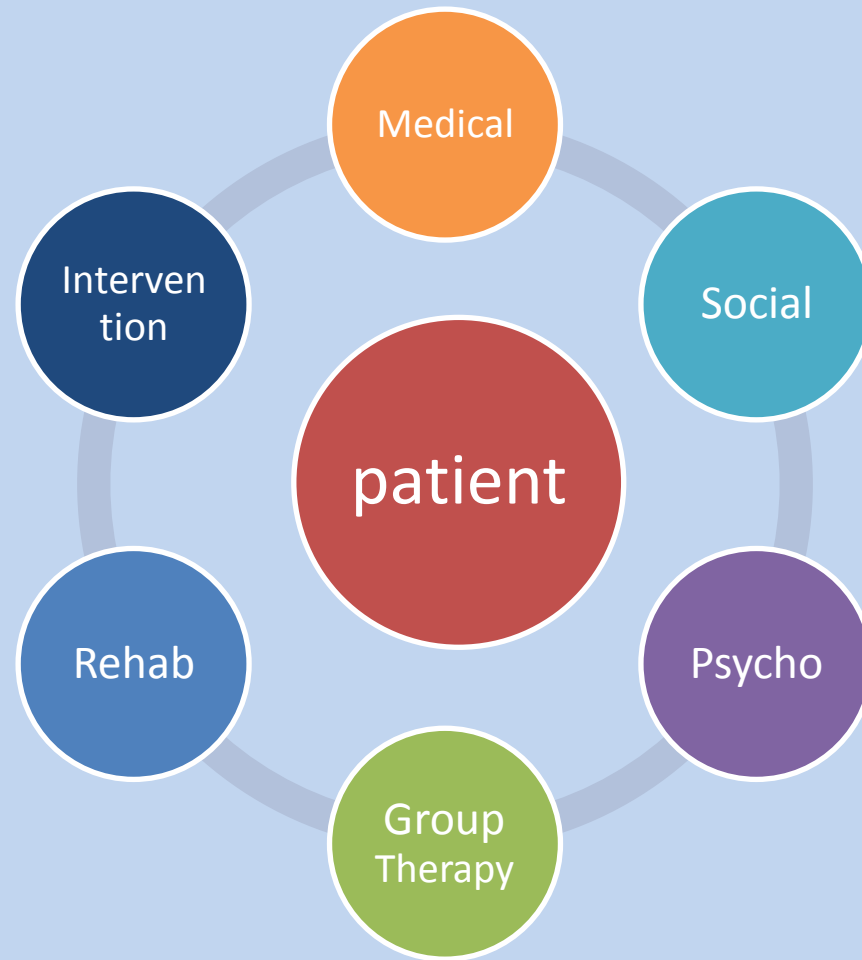 Medical
Social
Psycho
Group
Therapy
Rehab
Interven
tion
patient